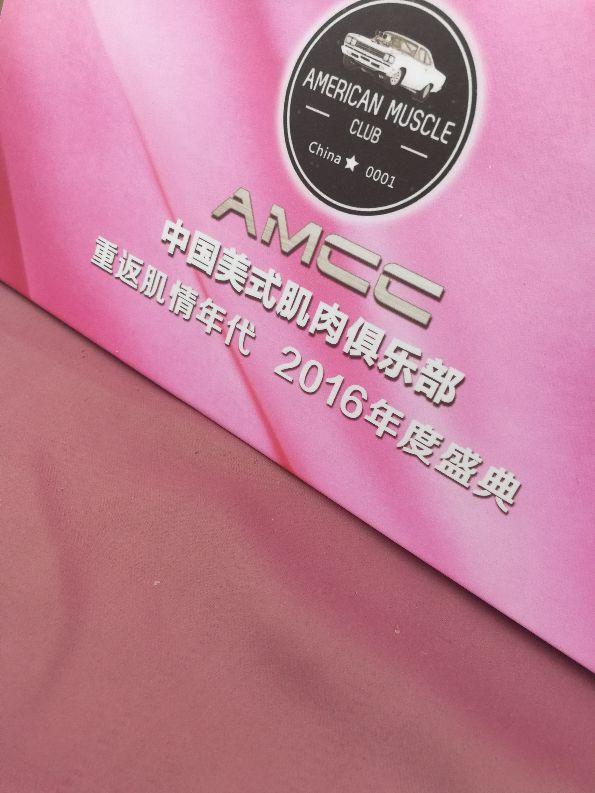 AMERICAN MUSCLE
CLUB
China ★ 0001
AMCC
中国美式肌肉俱乐部
重返肌情年代 2016年度盛典